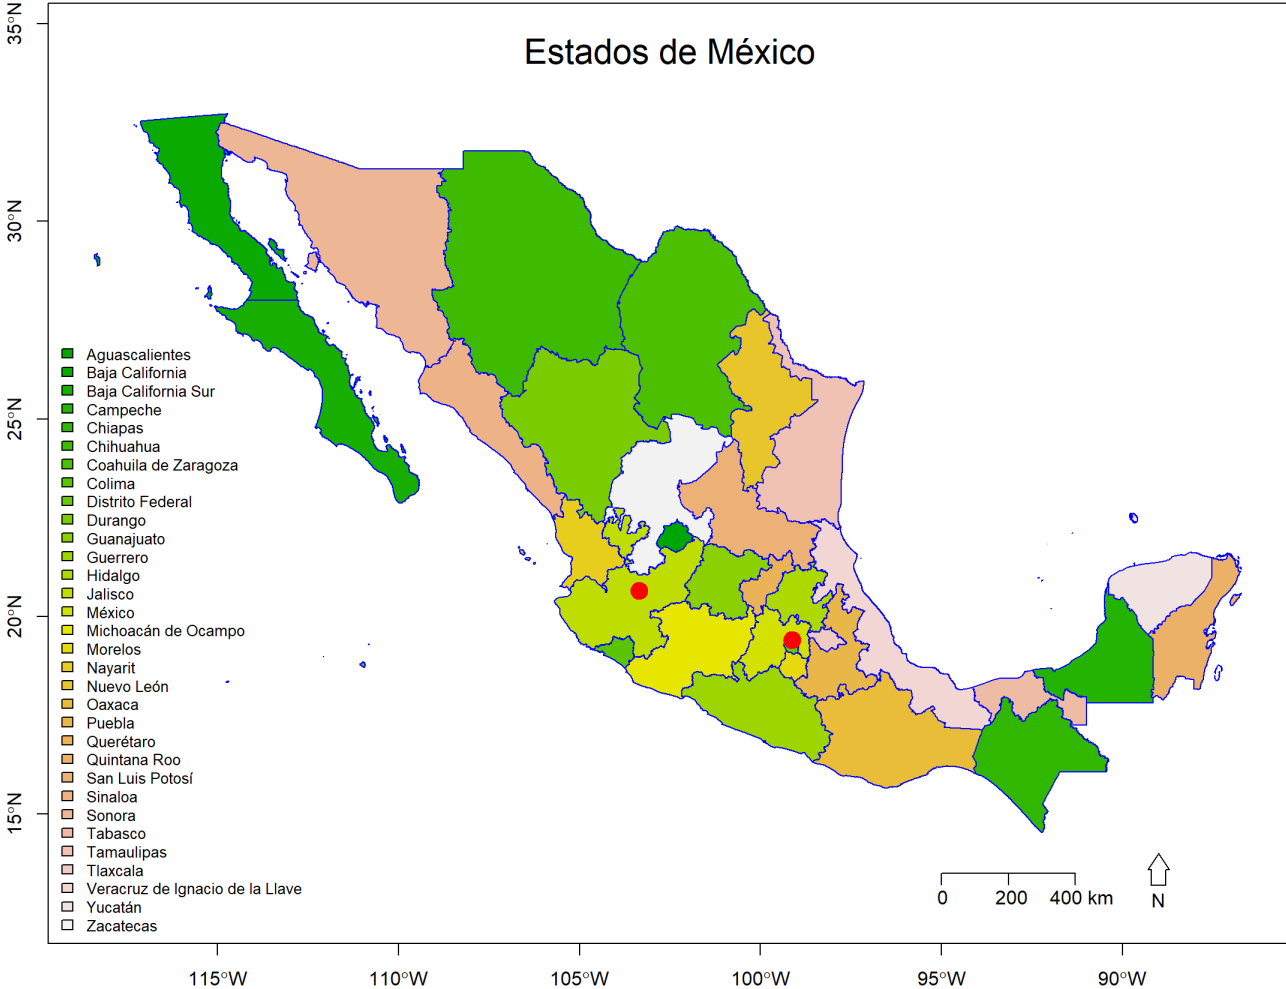 Estados de México
35°N
30°N
25°N
20°N
15°N
Aguascalientes
Baja California
Baja California Sur
Campeche
Chiapas
Chihuahua
Coahuila de Zaragoza
Colima
Distrito Federal
Durango
Guanajuato
Guerrero
Hidalgo
Jalisco
México
Michoacán de Ocampo
Morelos
Nayarit
Nuevo León
Oaxaca
Puebla
Querétaro
Quintana Roo
San Luis Potosí
Sinaloa
Sonora
Tabasco
Tamaulipas
Tlaxcala
Veracruz de Ignacio de la Llave
Yucatán
Zacatecas
0 200 400 km
N
115°W 110°W 105°W 100°W 95°W 90°W